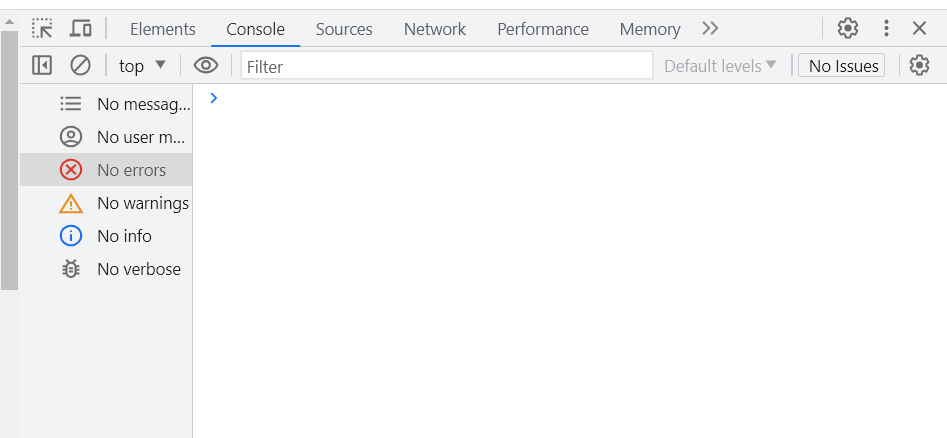 Elements Console Sources Network Performance Memory
top Filter Default levels No Issues
No messag...
No user m...
No errors
No warnings
No info
No verbose